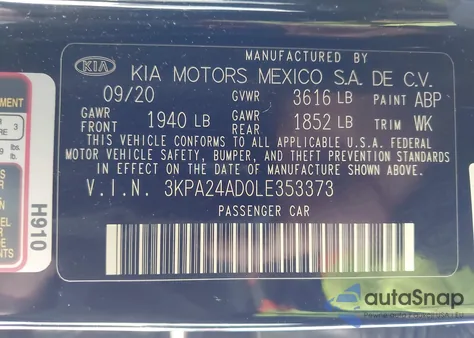 MANUFACTURED BY
KIA KIA MOTORS MEXICO S.A. DE C.V.
09/20 GVWR 3616 LB PAINT ABP
GAWR FRONT 1940 LB GAWR REAR 1852 LB TRIM WK
THIS VEHICLE CONFORMS TO ALL APPLICABLE U.S.A. FEDERAL
MOTOR VEHICLE SAFETY, BUMPER, AND THEFT PREVENTION STANDARDS
IN EFFECT ON THE DATE OF MANUFACTURE SHOWN ABOVE.
V.I.N. 3KPA24AD0LE353373
PASSENGER CAR
H910
autoSnap